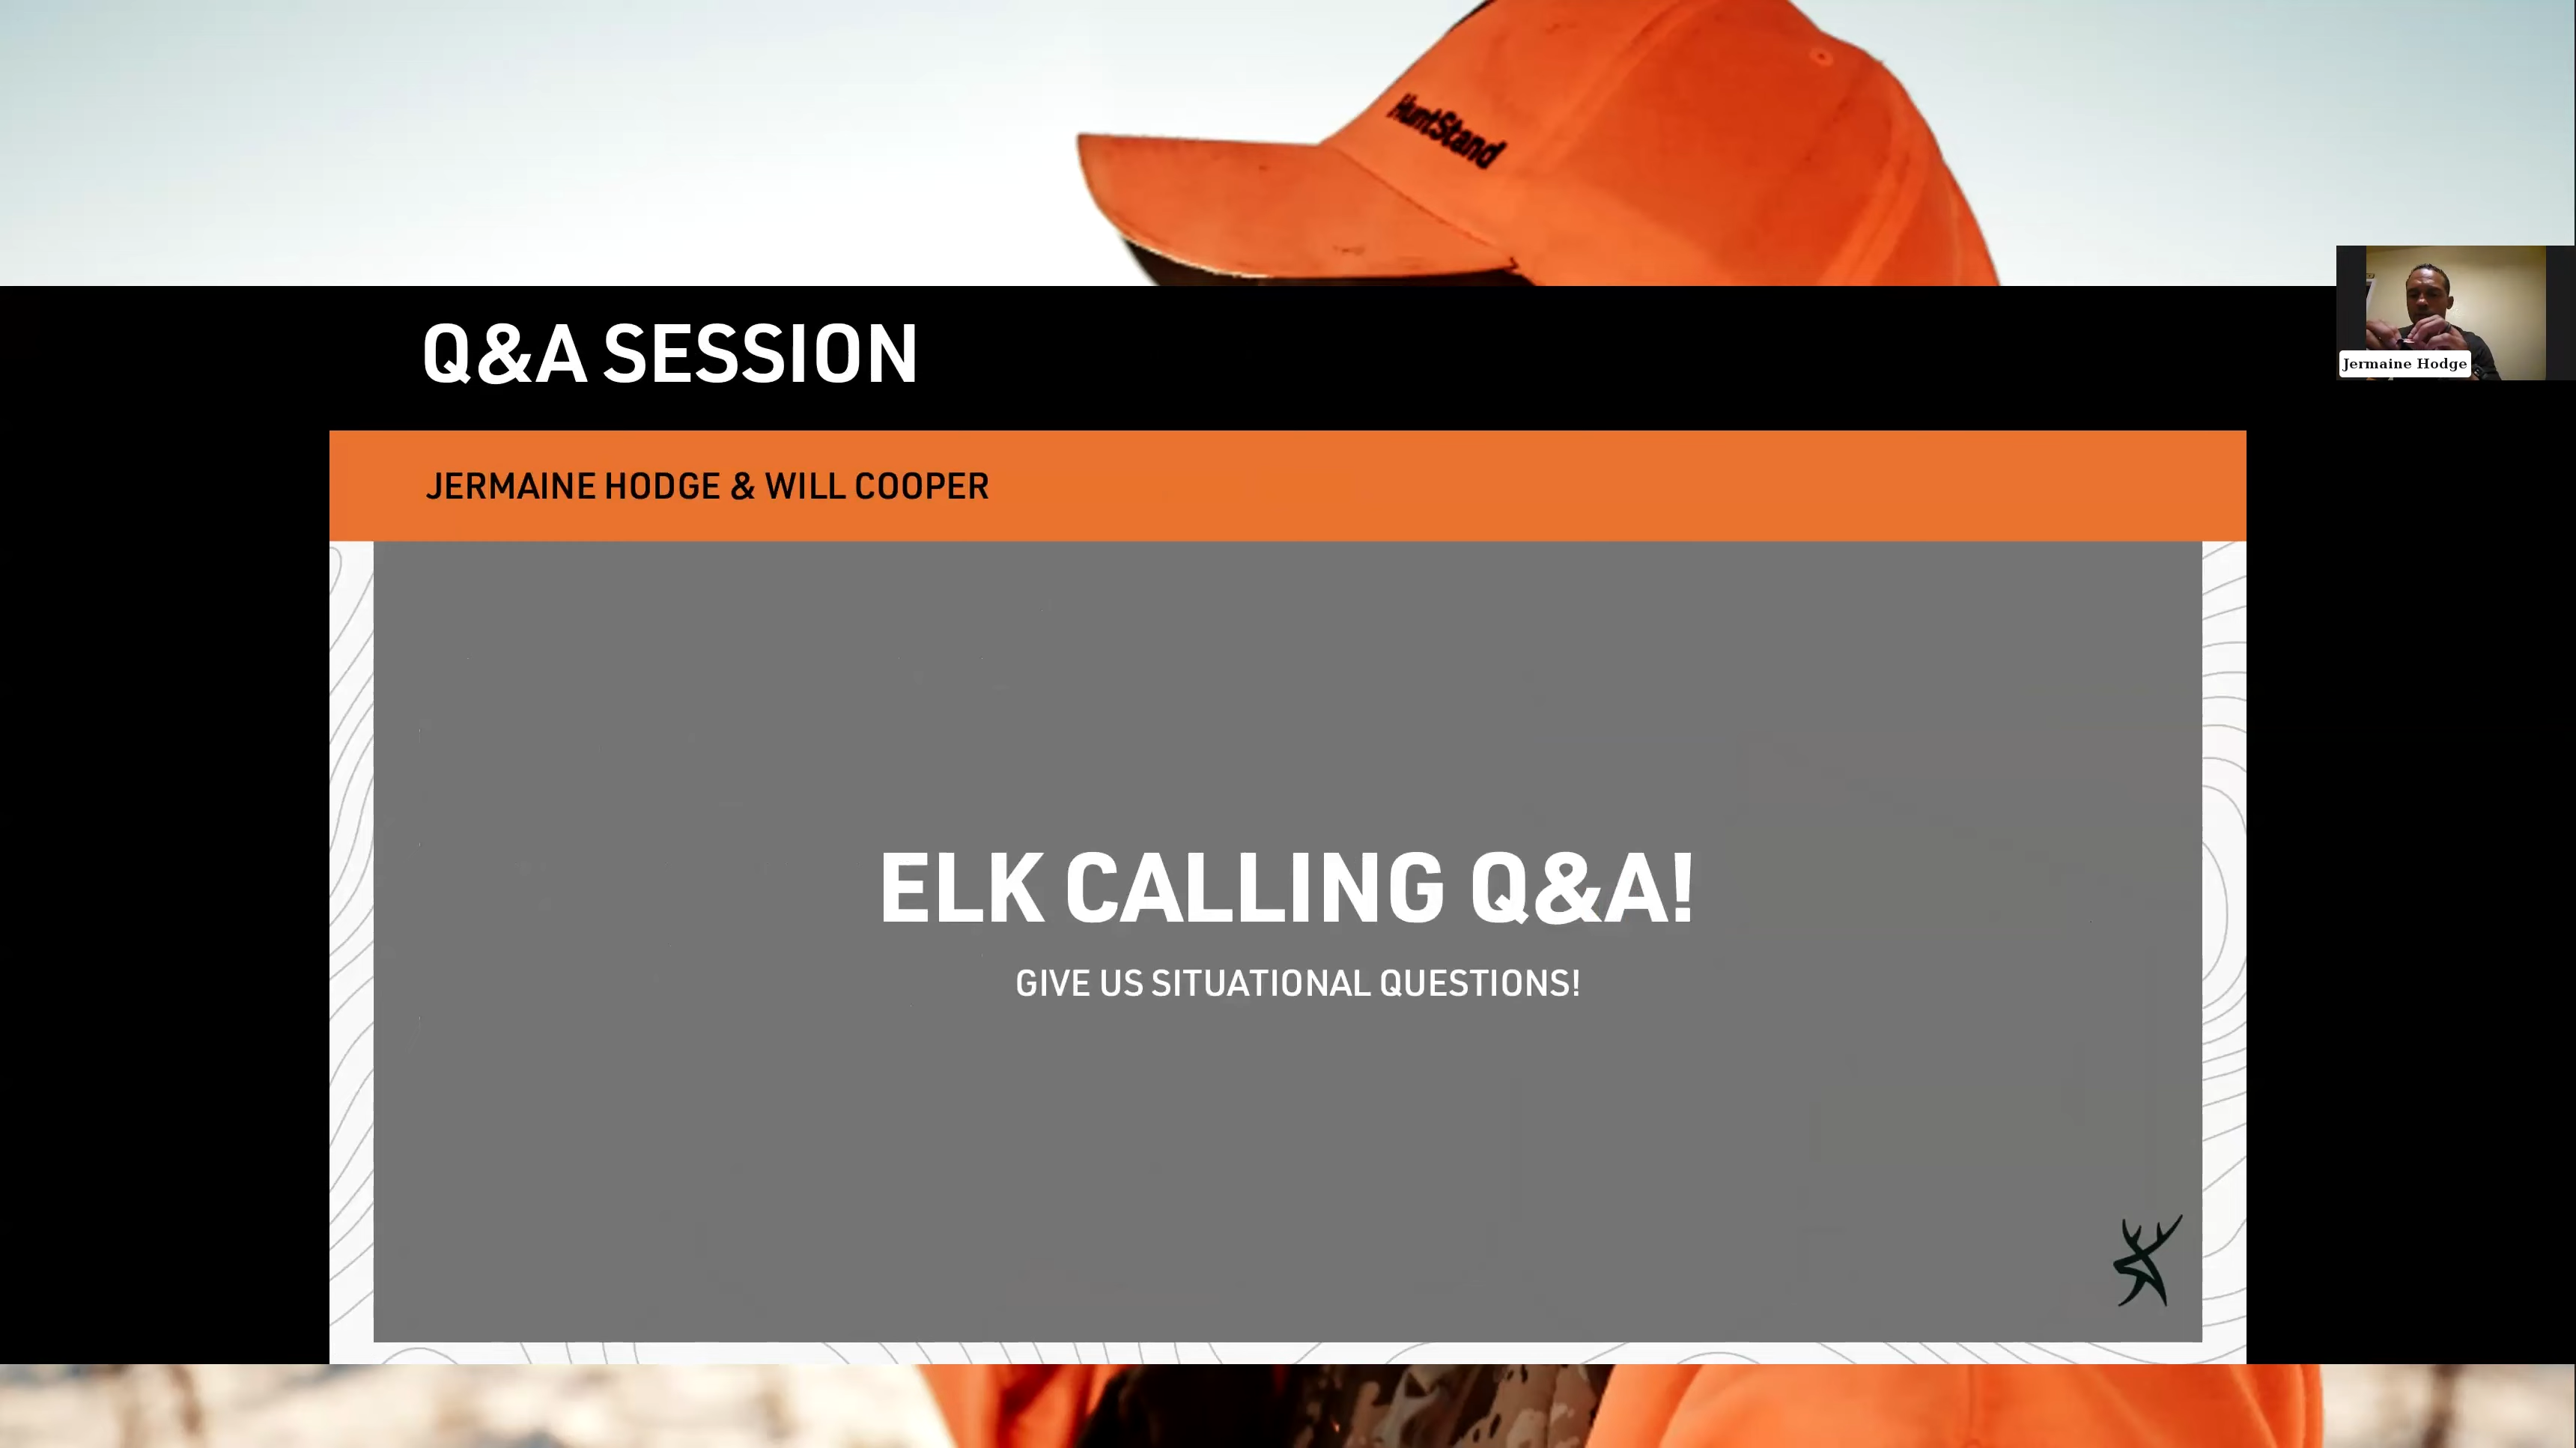 HuntStand
Q&A SESSION
Jermaine Hodge
JERMAINE HODGE & WILL COOPER
ELK CALLING Q&A!
GIVE US SITUATIONAL QUESTIONS!